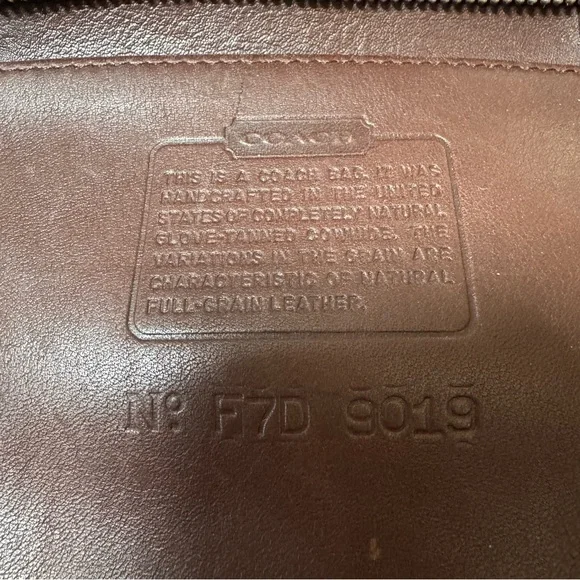 COACH
THIS IS A COACH BAG. IT WAS
HANDCRAFTED IN THE UNITED
STATES OF COMPLETELY NATURAL
GLOVE-TANNED COWHIDE. THE
VARIATIONS IN THE GRAIN ARE
CHARACTERISTIC OF NATURAL
FULL-GRAIN LEATHER.
Nº F7D 9019